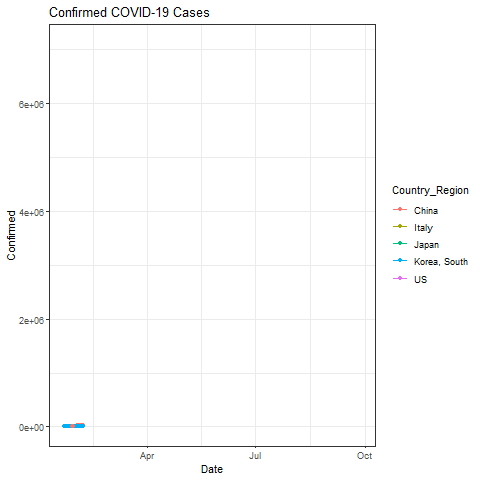 Confirmed COVID-19 Cases
6e+06
4e+06
2e+06
0e+00
Confirmed
Apr
Jul
Oct
Date
Country_Region
China
Italy
Japan
Korea, South
US